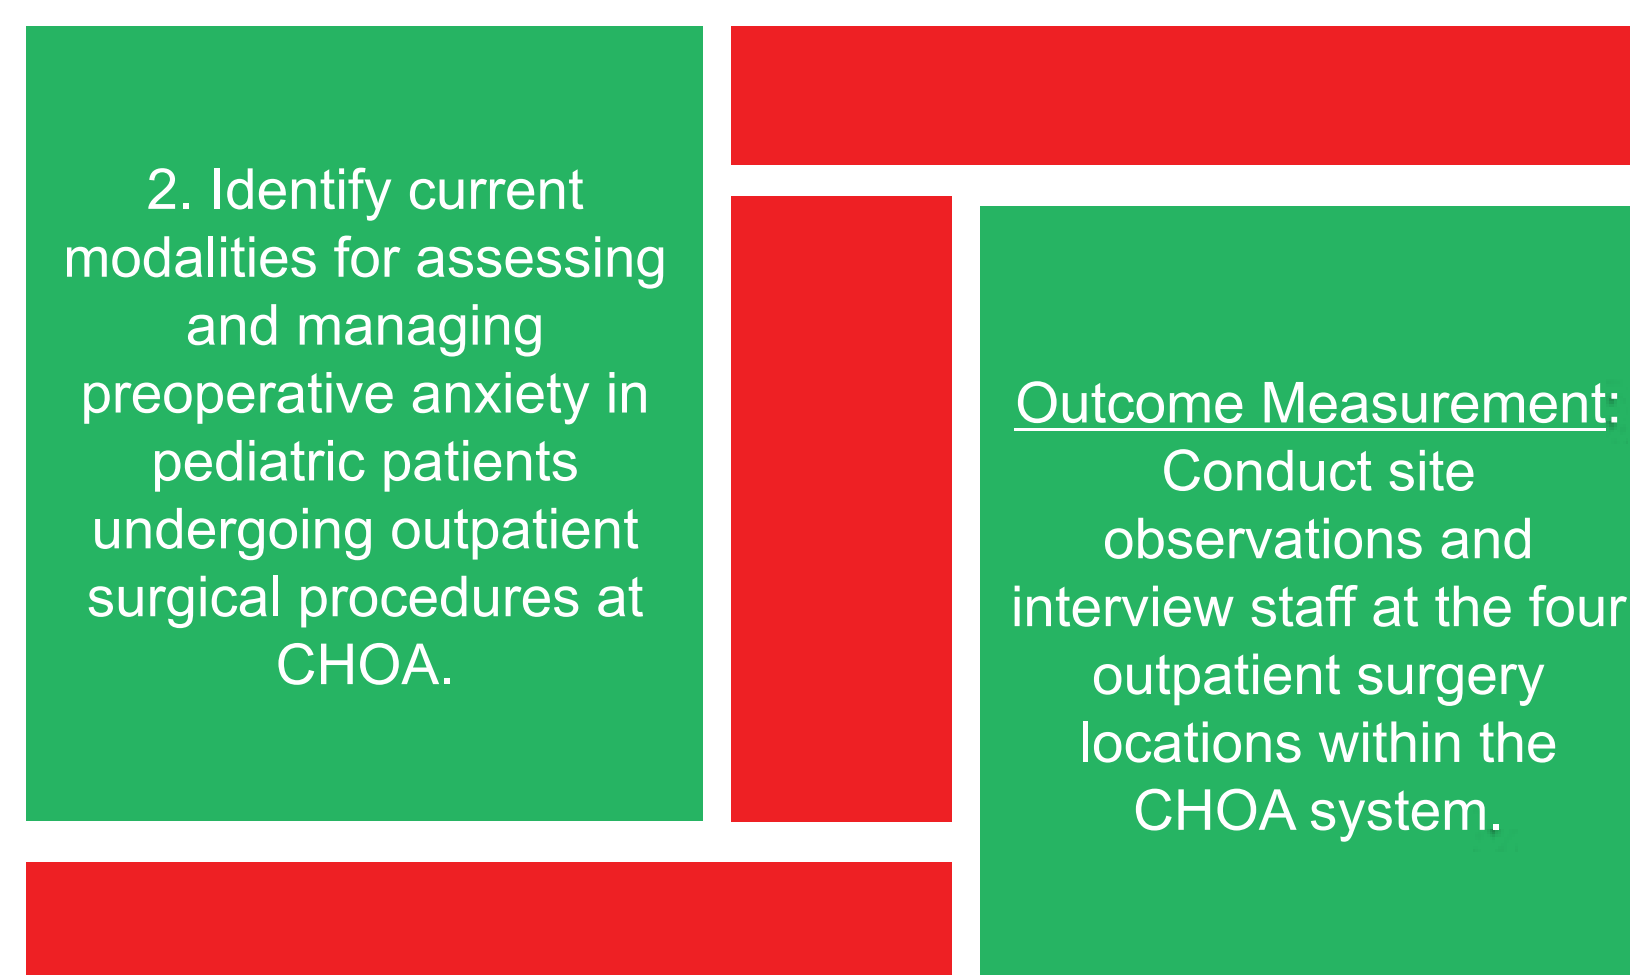 2. Identify current
modalities for assessing
and managing
preoperative anxiety in
pediatric patients
undergoing outpatient
surgical procedures at
CHOA.
Outcome Measurement:
Conduct site
observations and
interview staff at the four
outpatient surgery
locations within the
CHOA system.